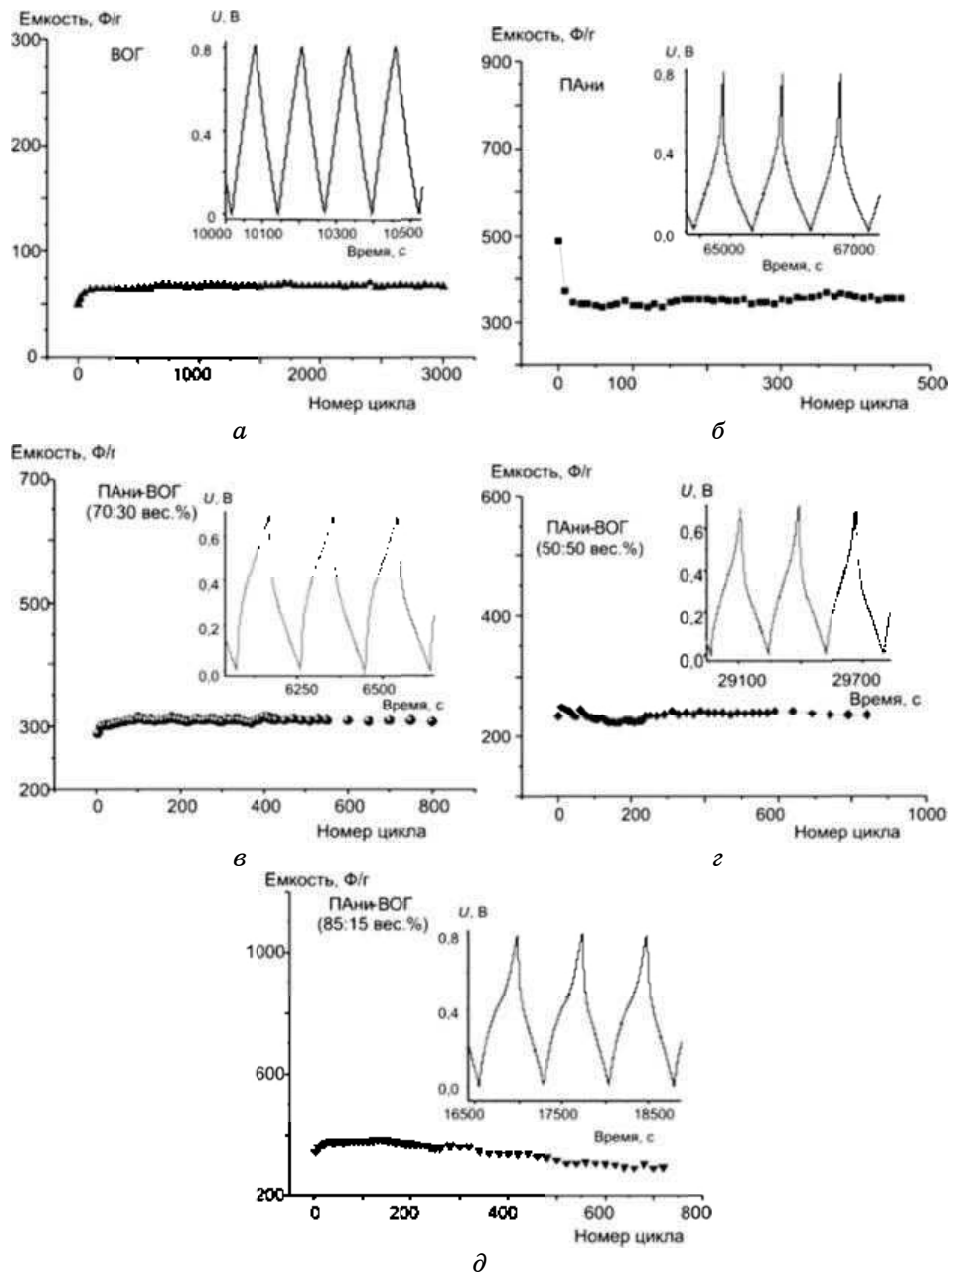 Емкость, Ф/г
ВОГ
U, В
0.8
0.4
0
10000 10100 10300 10500
Время, с
300
200
100
0
0 1000 2000 3000
Номер цикла
а
Емкость, Ф/г
ПАни
U, В
0.8
0.4
0.0
65000 67000
Время, с
900
700
500
300
0 100 300 500
Номер цикла
б
Емкость, Ф/г
ПАни-ВОГ
(70:30 вес.%)
U, В
0,6
0,4
0,2
0,0
6250 6500
Время, с
700
500
300
200
0 200 400 600 800
Номер цикла
в
Емкость, Ф/г
ПАни-ВОГ
(50:50 вес.%)
U, В
0,6
0,4
0,2
0,0
29100 29700
Время, с
600
400
200
0 200 600 1000
Номер цикла
г
Емкость, Ф/г
ПАни-ВОГ
(85:15 вес.%)
U, В
0,8
0,4
0,0
16500 17500 18500
Время, с
1000
600
200
0 200 400 600 800
Номер цикла
д